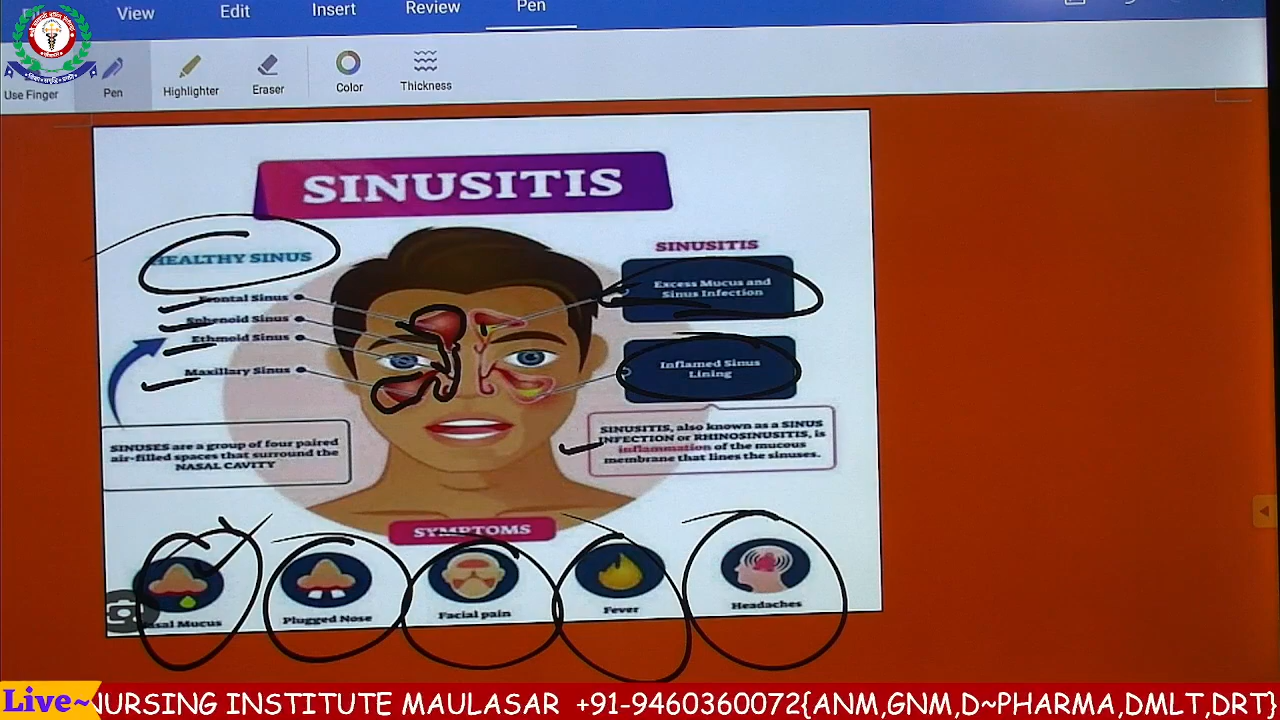 View Edit Insert Review Pen
Use Finger Pen Highlighter Eraser Color Thickness
SINUSITIS
HEALTHY SINUS
Frontal Sinus
Sphenoid Sinus
Ethmoid Sinus
Maxillary Sinus
SINUSES are a group of four paired
air-filled spaces that surround the
NASAL CAVITY
SINUSITIS
Excess Mucus and
Sinus Infection
Inflamed Sinus
Lining
SINUSITIS, also known as a SINUS
INFECTION or RHINOSINUSITIS, is
inflammation of the mucous
membrane that lines the sinuses.
SYMPTOMS
Nasal Mucus
Plugged Nose
Facial pain
Fever
Headaches
Live~
NURSING INSTITUTE MAULASAR +91-9460360072{ANM,GNM,D~PHARMA,DMLT,DRT}